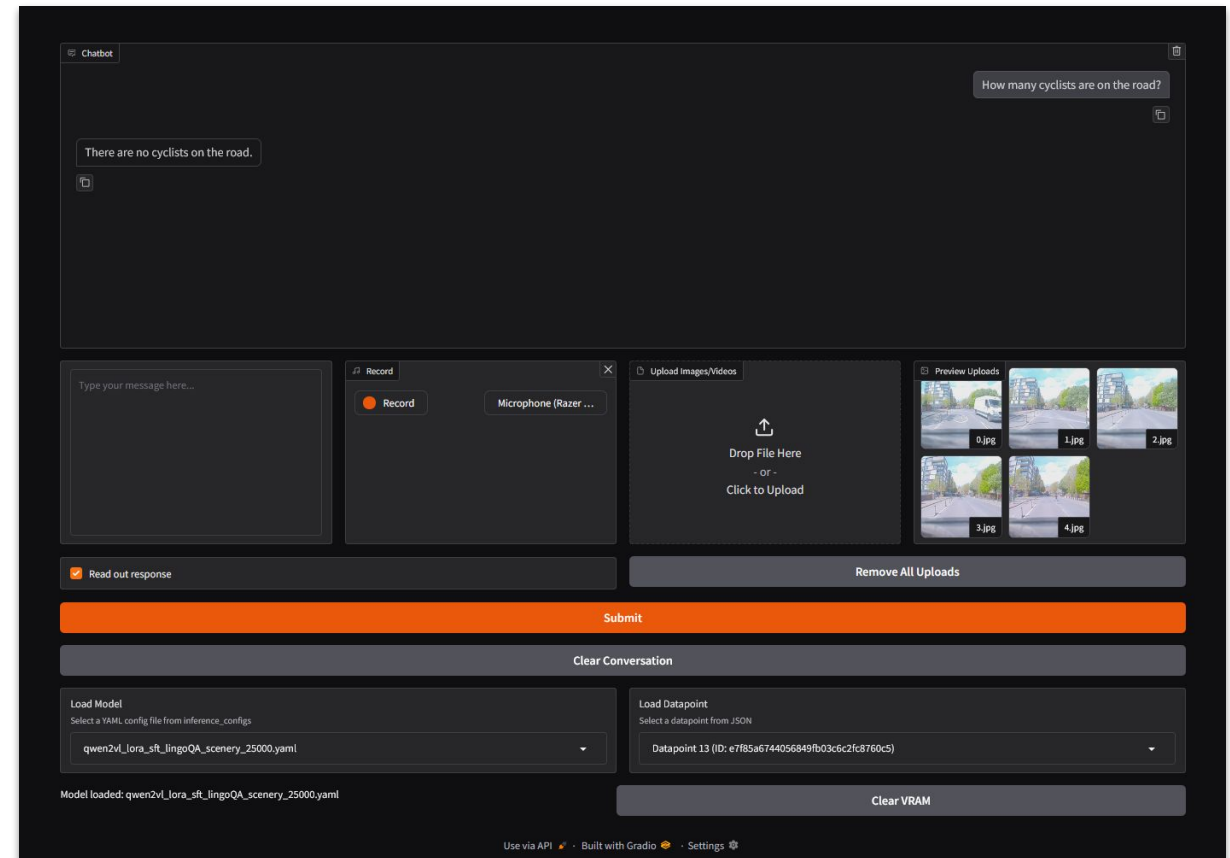 Chatbot
How many cyclists are on the road?
There are no cyclists on the road.
Type your message here...
Record
Record
Microphone (Razer ...
Upload Images/Videos
Drop File Here
- or -
Click to Upload
Preview Uploads
0.jpg
1.jpg
2.jpg
3.jpg
4.jpg
Read out response
Remove All Uploads
Submit
Clear Conversation
Load Model
Select a YAML config file from inference_configs
qwen2vl_lora_sft_lingoQA_scenery_25000.yaml
Load Datapoint
Select a datapoint from JSON
Datapoint 13 (ID: e7f85a6744056849fb03c6c2fc8760c5)
Model loaded: qwen2vl_lora_sft_lingoQA_scenery_25000.yaml
Clear VRAM
Use via API · Built with Gradio · Settings